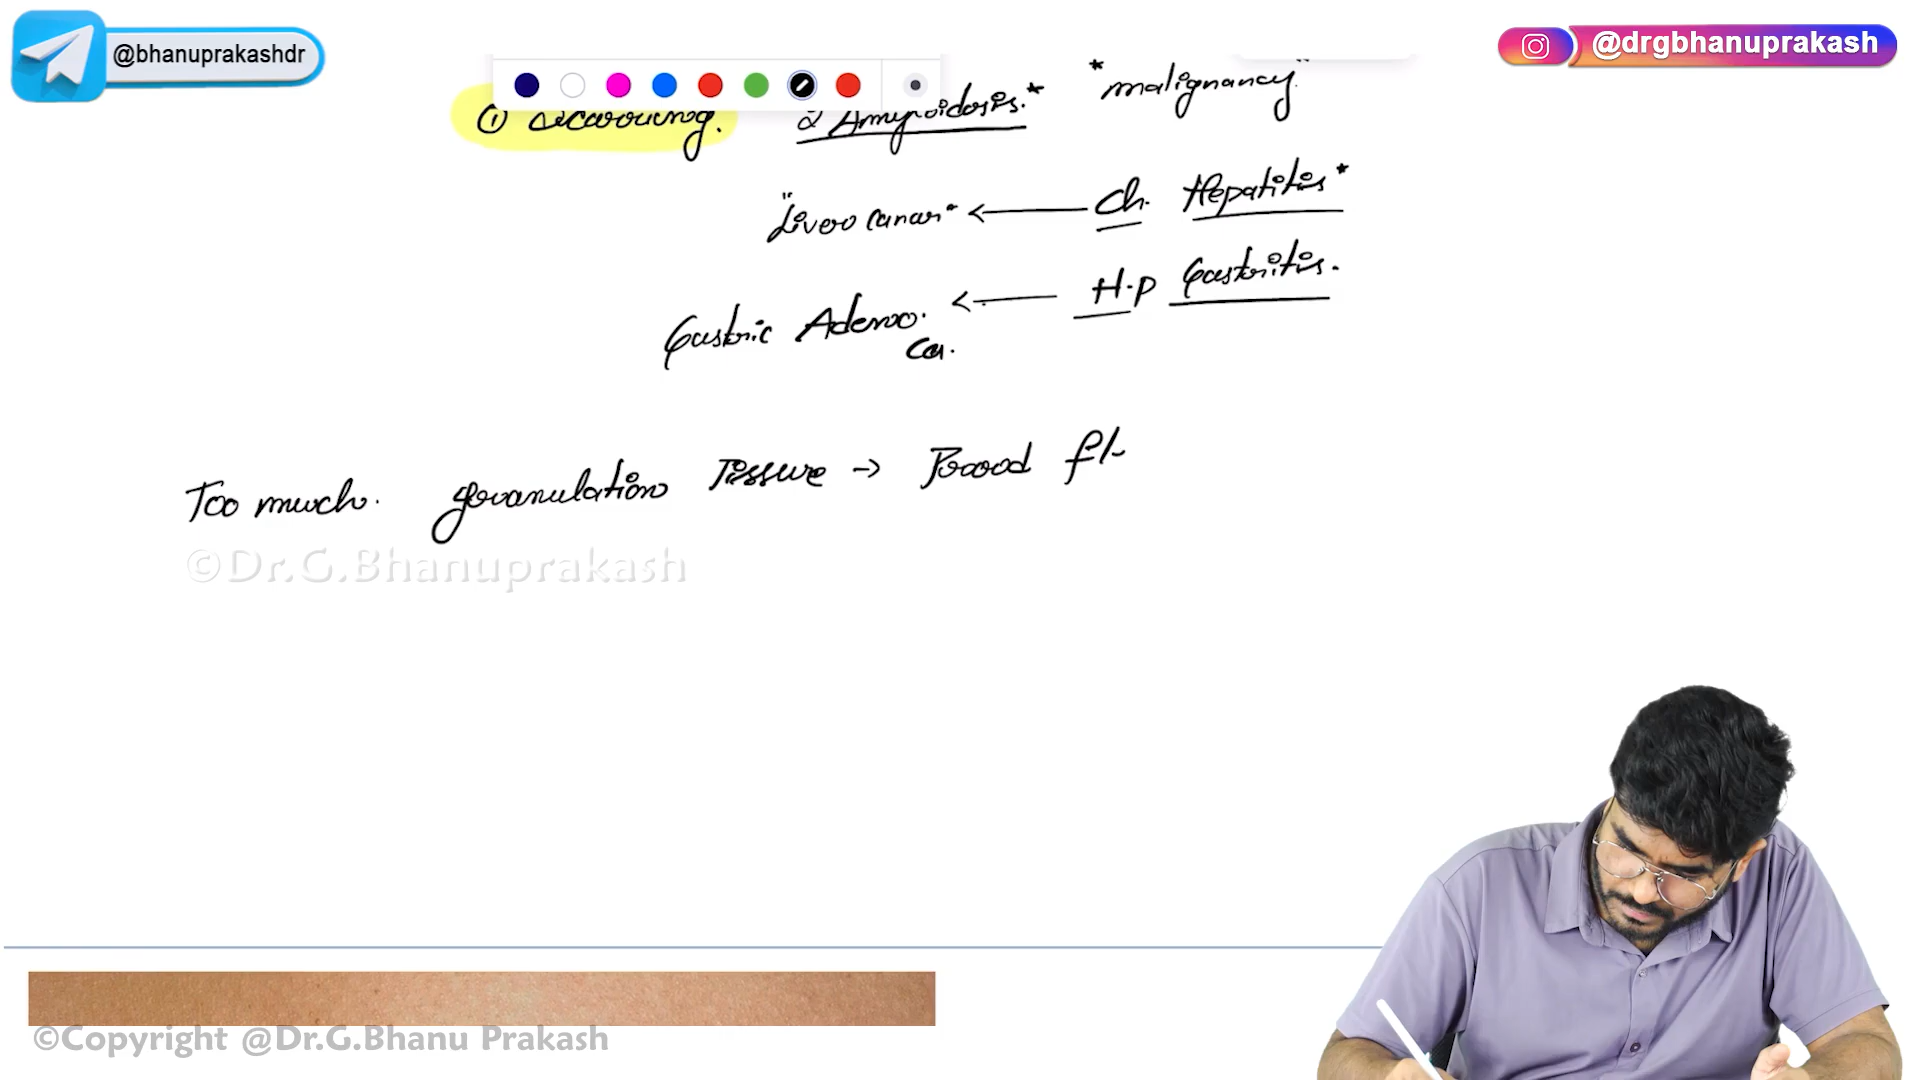 @bhanuprakashdr
@drgbhanuprakash
① Scarring. 2° Amyloidosis.* * malignancy"
"Liver cancer" ← Ch. Hepatitis*
Gastric Adeno. Ca. ← H.P Gastritis.
Too much. granulation Tissue → Proud fl
©Dr.G.Bhanuprakash
©Copyright @Dr.G.Bhanu Prakash